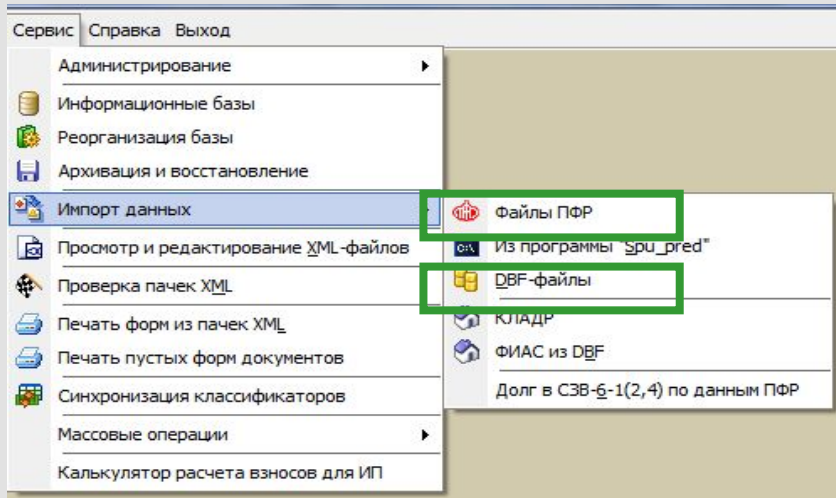 Сервис Справка Выход
Администрирование
Информационные базы
Реорганизация базы
Архивация и восстановление
Импорт данных
Просмотр и редактирование XML-файлов
Проверка пачек XML
Печать форм из пачек XML
Печать пустых форм документов
Синхронизация классификаторов
Массовые операции
Калькулятор расчета взносов для ИП
Файлы ПФР
Из программы "Spu_pred"
DBF-файлы
КЛАДР
ФИАС из DBF
Долг в СЗВ-6-1(2,4) по данным ПФР